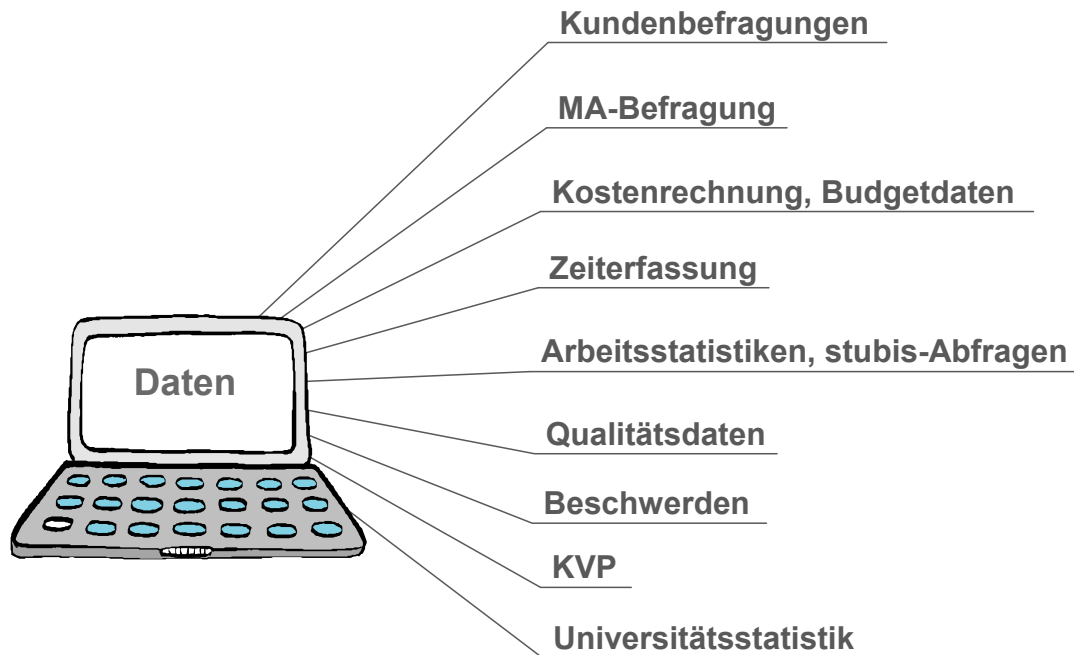 Kundenbefragungen
MA-Befragung
Kostenrechnung, Budgetdaten
Zeiterfassung
Arbeitsstatistiken, stubis-Abfragen
Daten
Qualitätsdaten
Beschwerden
KVP
Universitätsstatistik